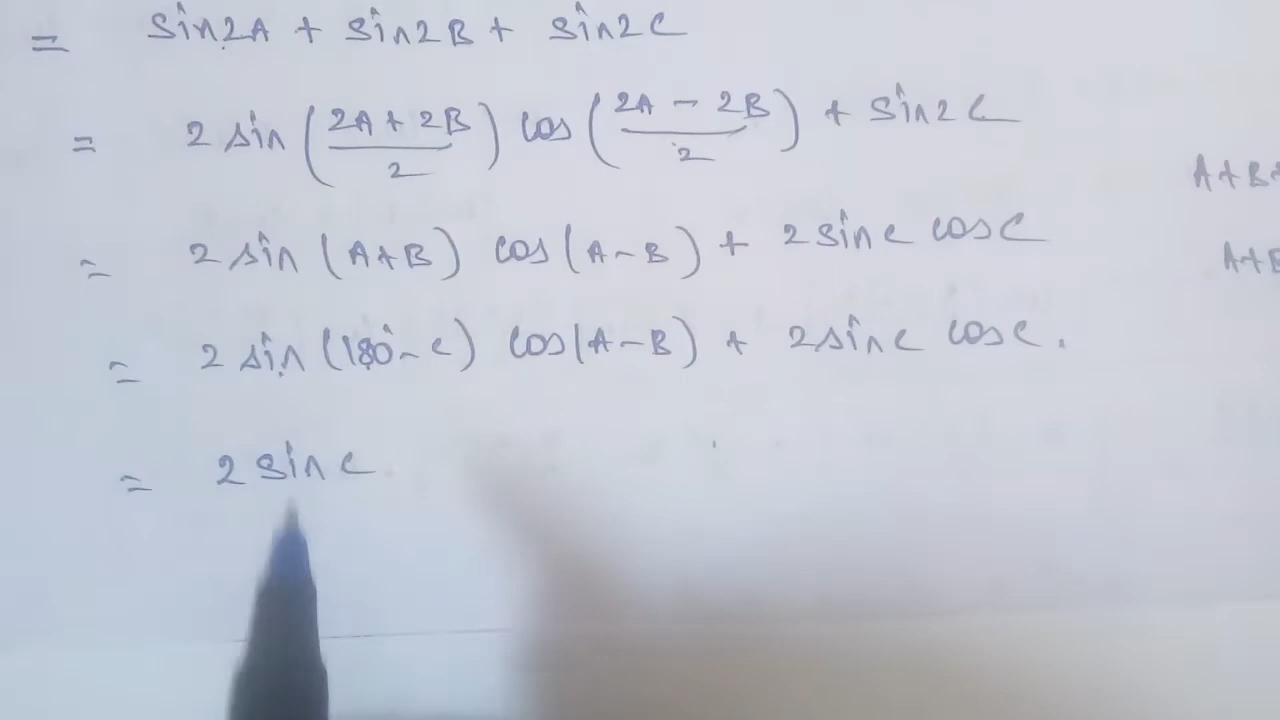 = sin2A + sin2B + sin2C
= 2 sin (2A + 2B / 2) cos (2A - 2B / 2) + sin2C
A+B+
= 2 sin (A+B) cos (A-B) + 2 sinc cosc
A+B
= 2 sin (180° - c) cos (A-B) + 2 sinc cosc.
= 2 sinc